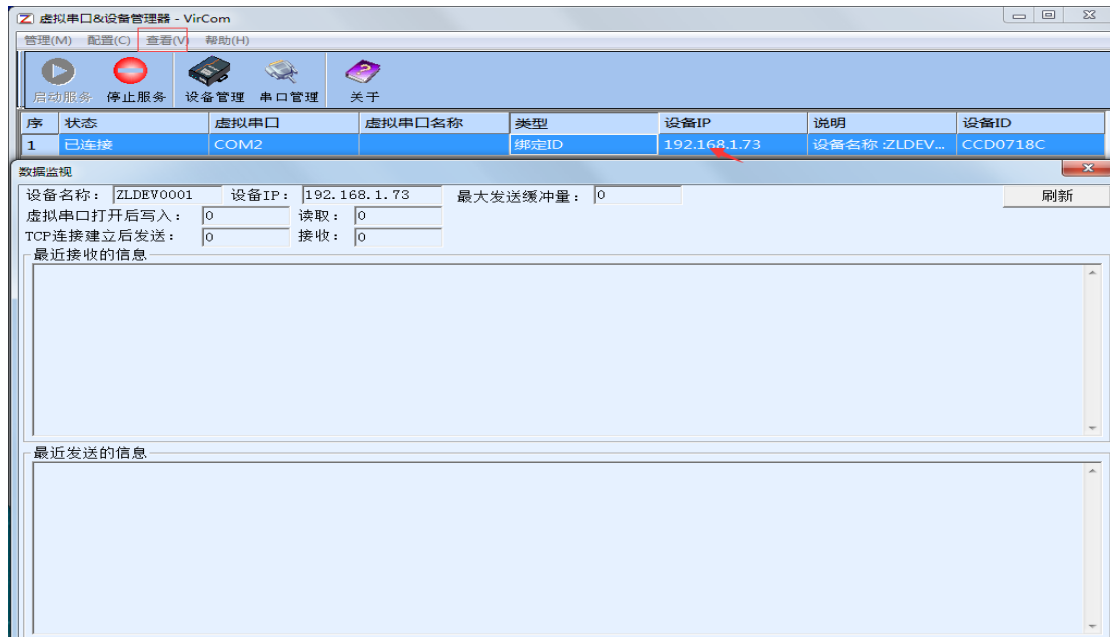 虚拟串口&设备管理器 - VirCom
管理(M) 配置(C) 查看(V) 帮助(H)
启动服务 停止服务 设备管理 串口管理 关于
序 状态 虚拟串口 虚拟串口名称 类型 设备IP 说明 设备ID
1 已连接 COM2 绑定ID 192.168.1.73 设备名称:ZLDEV... CCD0718C
数据监视
设备名称: ZLDEV0001 设备IP: 192.168.1.73 最大发送缓冲量: 0 刷新
虚拟串口打开后写入: 0 读取: 0
TCP连接建立后发送: 0 接收: 0
最近接收的信息
最近发送的信息